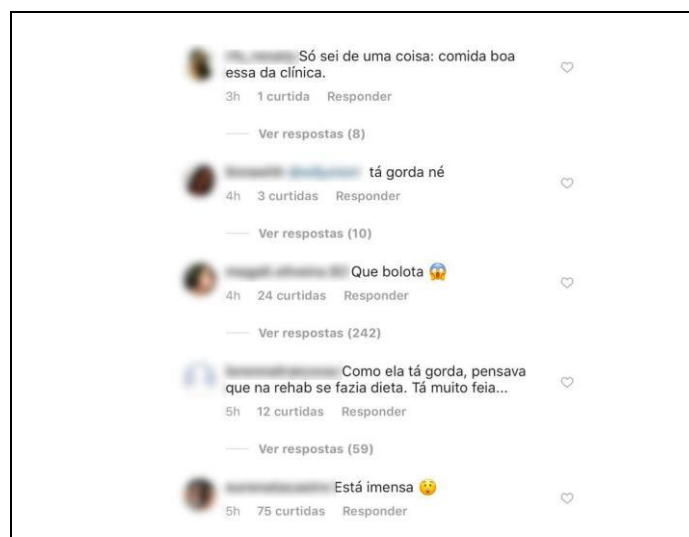 Só sei de uma coisa: comida boa
essa da clínica.
3h 1 curtida Responder
Ver respostas (8)
tá gorda né
4h 3 curtidas Responder
Ver respostas (10)
Que bolota 😱
4h 24 curtidas Responder
Ver respostas (242)
Como ela tá gorda, pensava
que na rehab se fazia dieta. Tá muito feia...
5h 12 curtidas Responder
Ver respostas (59)
Está imensa 😲
5h 75 curtidas Responder